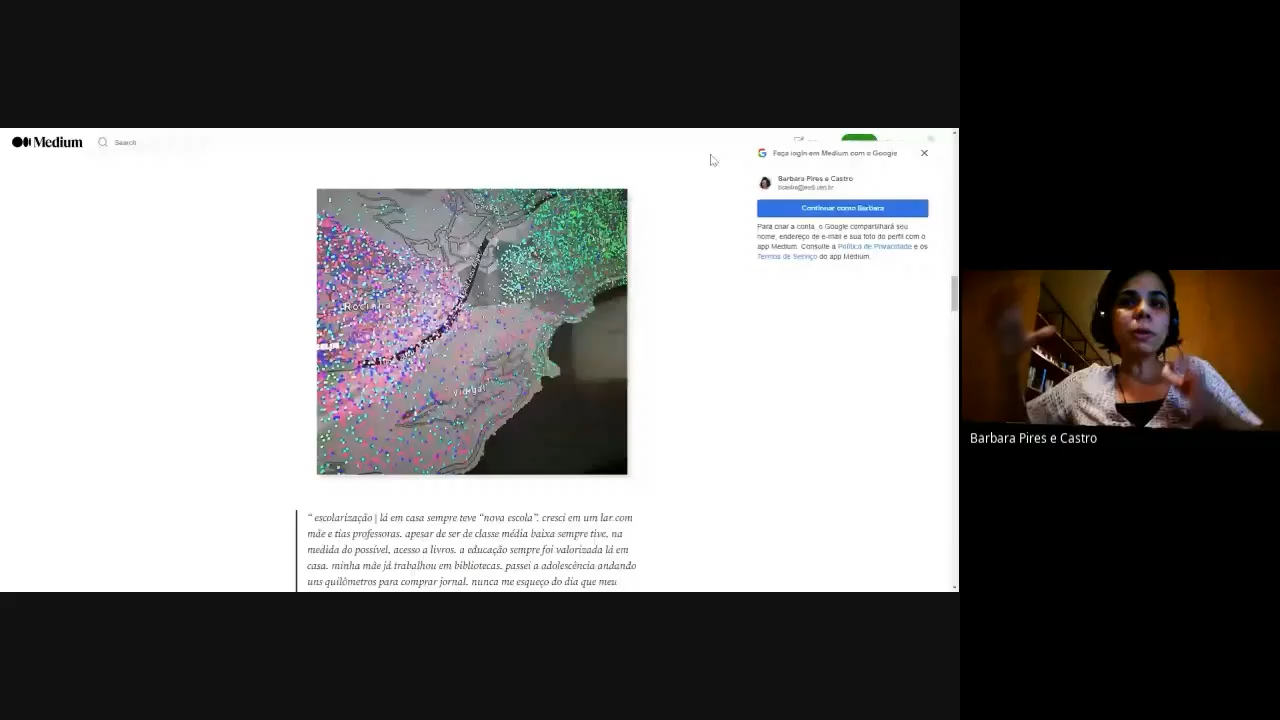 Medium
Search
Faça login em Medium com o Google
Barbara Pires e Castro
Continuar como Barbara
Para criar a conta, o Google compartilhará seu
nome, endereço de e-mail e sua foto do perfil com o
app Medium. Consulte a Política de Privacidade e os
Termos de Serviço do app Medium.
Rocinha
Vidigal
“ escolarização | lá em casa sempre teve “nova escola”. cresci em um lar com
mãe e tias professoras. apesar de ser de classe média baixa sempre tive, na
medida do possível, acesso a livros. a educação sempre foi valorizada lá em
casa. minha mãe já trabalhou em bibliotecas. passei a adolescência andando
uns quilômetros para comprar jornal. nunca me esqueço do dia que meu
Barbara Pires e Castro